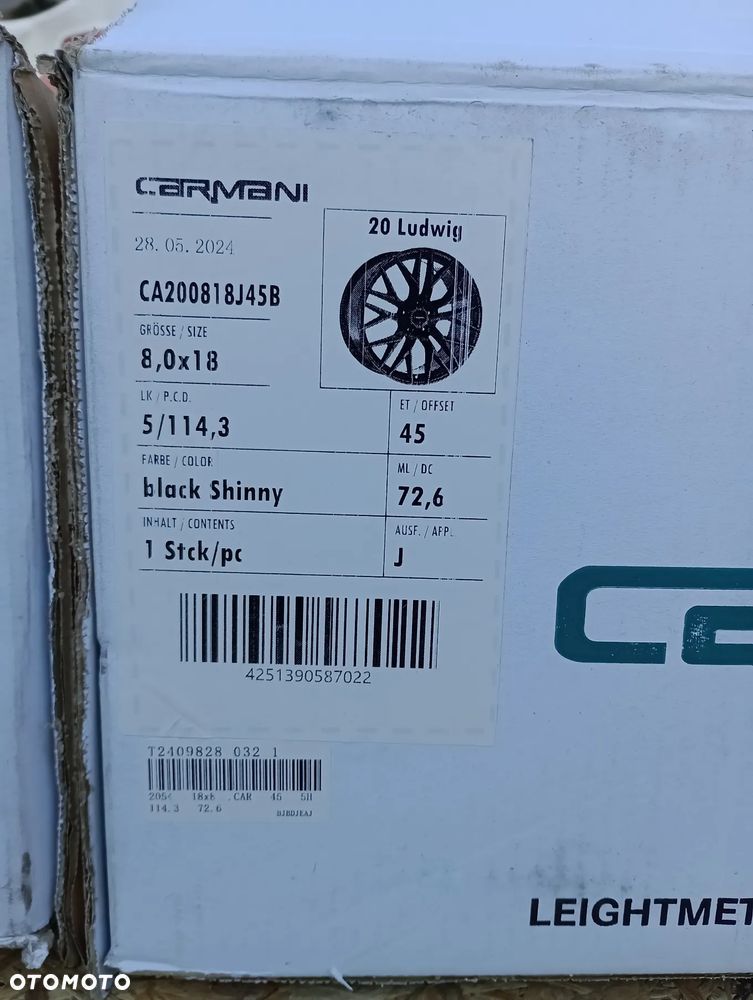 CARMANI
28. 05. 2024
20 Ludwig
CA200818J45B
GRÖSSE / SIZE
8,0x18
LK / P.C.D.
ET / OFFSET
5/114,3
45
FARBE / COLOR
ML / DC
black Shinny
72,6
INHALT / CONTENTS
AUSF. / APPL.
1 Stck/pc
J
4251390587022
T2409828 032 1
18x8 CAR 45 5H
114.3 72.6 BJBDJEAJ
LEIGHTMET
OTOMOTO